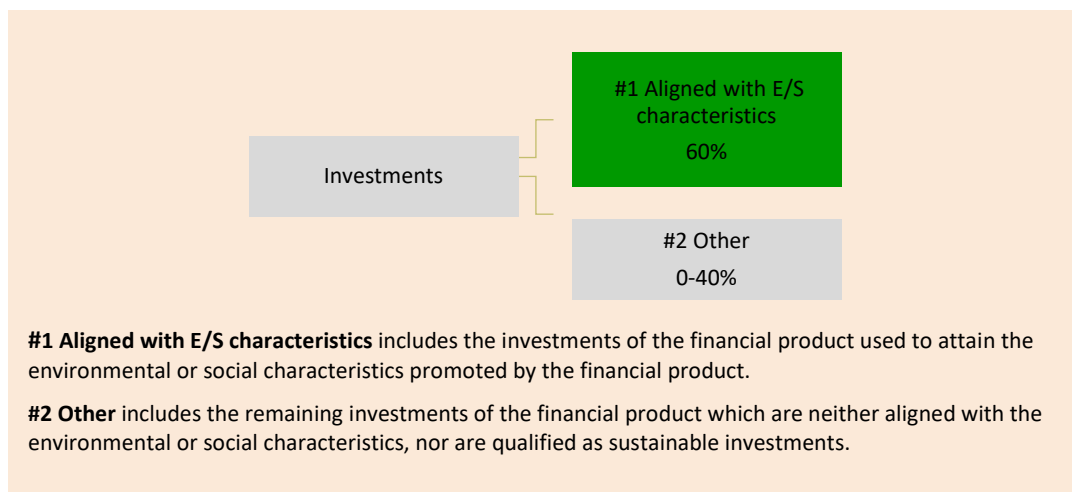 #1 Aligned with E/S
characteristics
60%
Investments
#2 Other
0-40%
#1 Aligned with E/S characteristics includes the investments of the financial product used to attain the
environmental or social characteristics promoted by the financial product.
#2 Other includes the remaining investments of the financial product which are neither aligned with the
environmental or social characteristics, nor are qualified as sustainable investments.